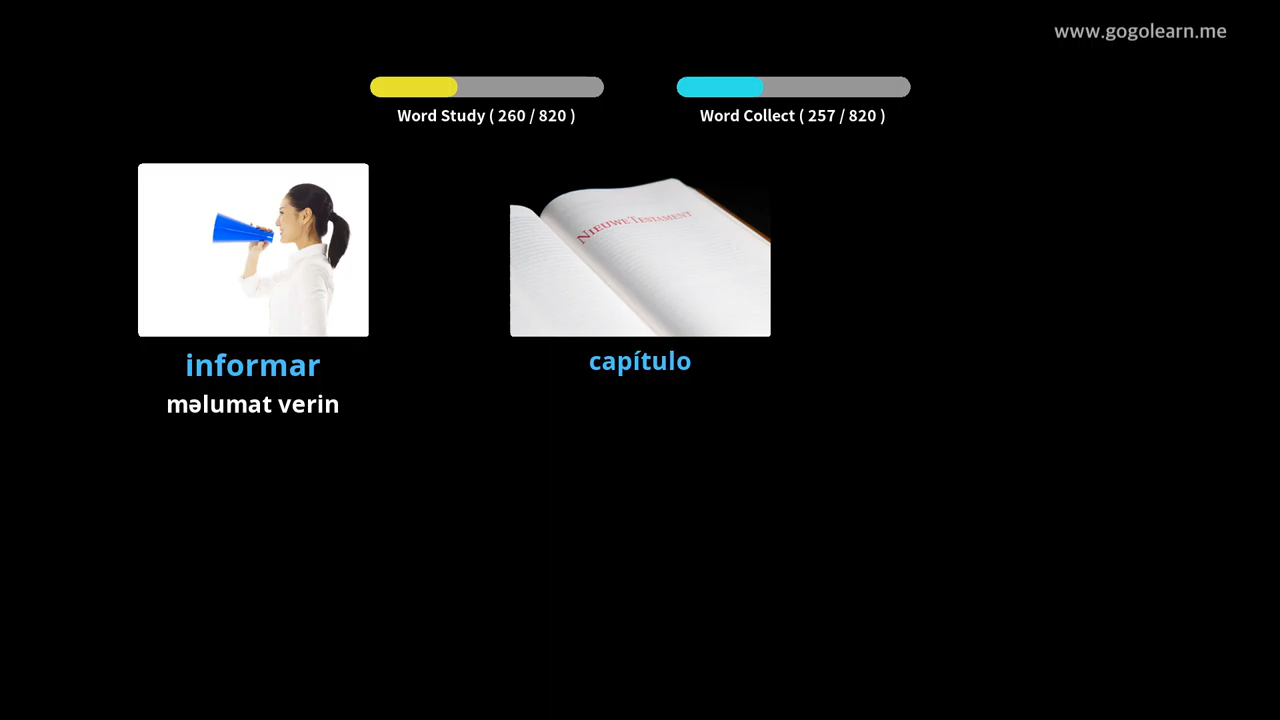 www.gogolearn.me
Word Study ( 260 / 820 )
Word Collect ( 257 / 820 )
NIEUWE TESTAMENT
informar
məlumat verin
capítulo